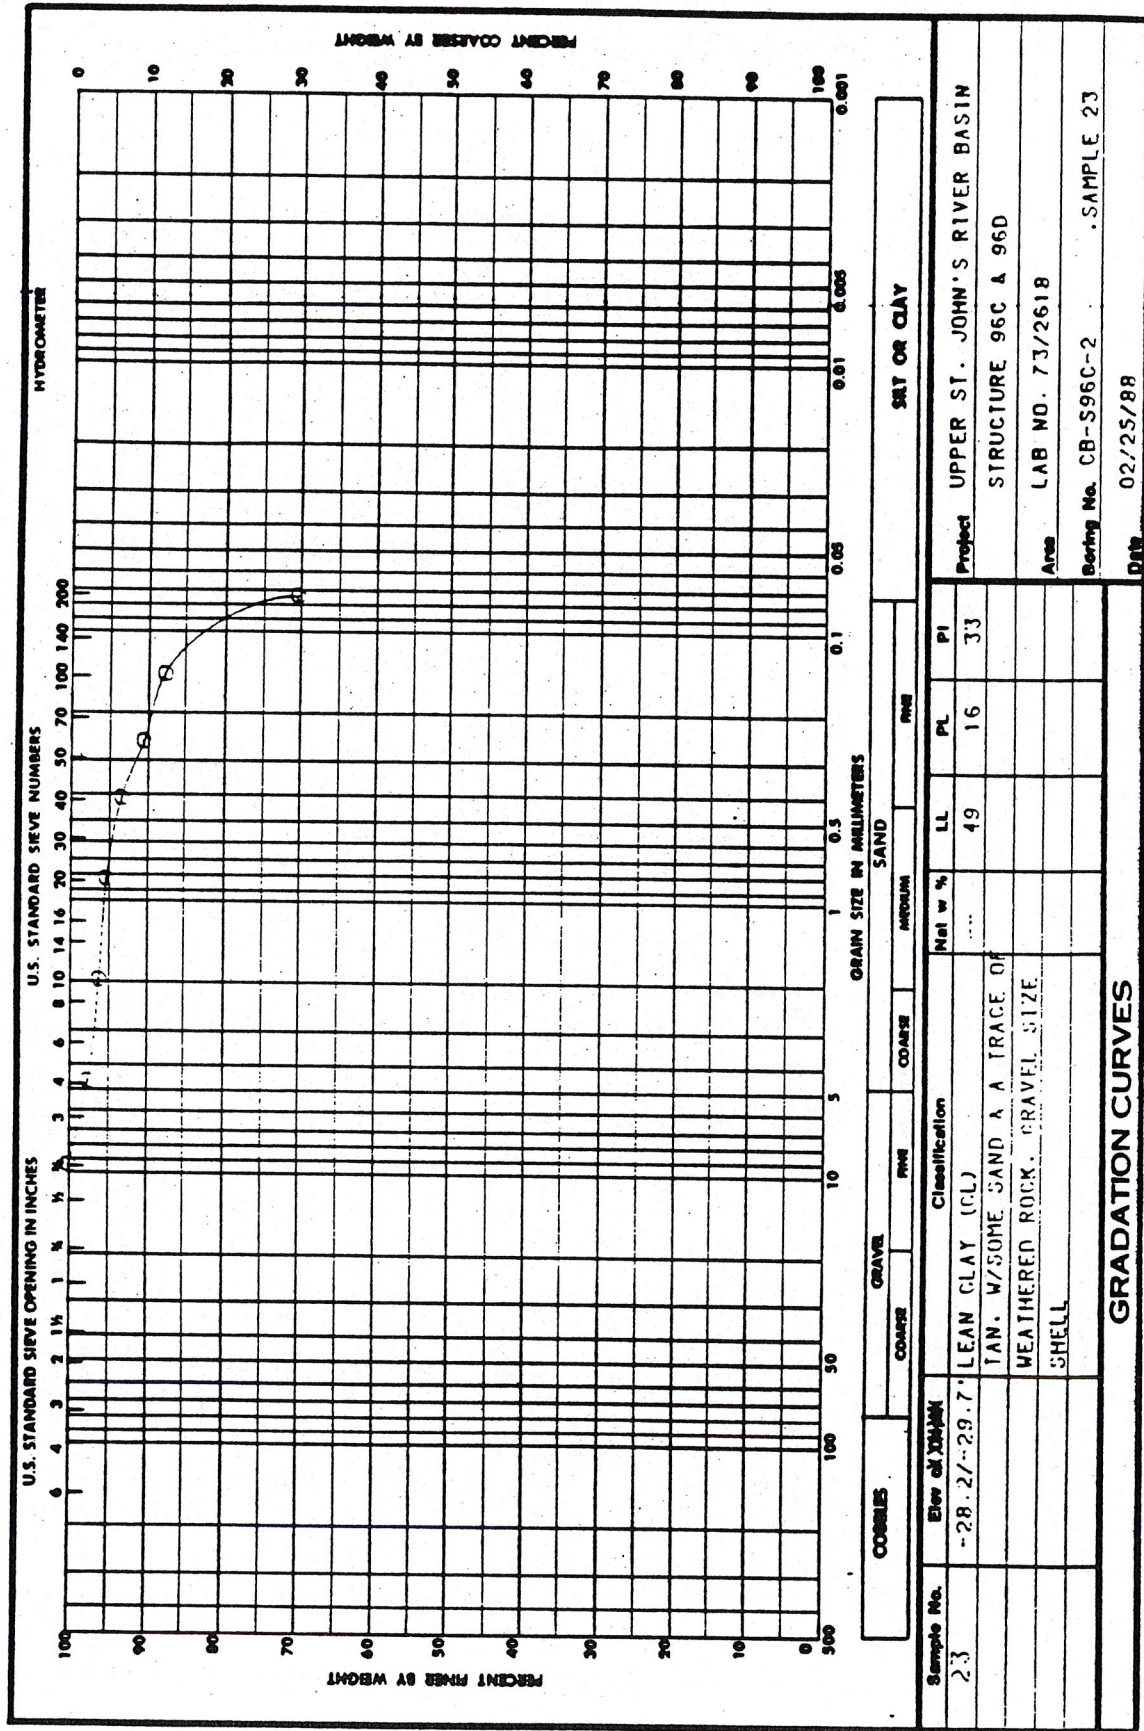 U.S. STANDARD SIEVE OPENING IN INCHES
U.S. STANDARD SIEVE NUMBERS
HYDROMETER
6 4 3 2 1½ 1 ¾ ½ ⅜ 3 4 6 8 10 14 16 20 30 40 50 70 100 140 200
PERCENT FINER BY WEIGHT
100
90
80
70
60
50
40
30
20
10
0
PERCENT COARSER BY WEIGHT
0
10
20
30
40
50
60
70
80
90
100
500 100 50 10 5 1 0.5 0.1 0.05 0.01 0.005 0.001
GRAIN SIZE IN MILLIMETERS
COBBLES
GRAVEL
COARSE
FINE
SAND
COARSE
MEDIUM
FINE
SILT OR CLAY
Sample No. Elev or Classification Nat w % LL PL PI
23 -28.2/-29.7' LEAN CLAY (CL) ---- 49 16 33
TAN. W/SOME SAND & A TRACE OF
WEATHERED ROCK. GRAVEL SIZE
SHELL
Project UPPER ST. JOHN'S RIVER BASIN
STRUCTURE 96C & 96D
Area LAB NO. 73/2618
Boring No. CB-S96C-2 .SAMPLE 23
Date 02/25/88
GRADATION CURVES